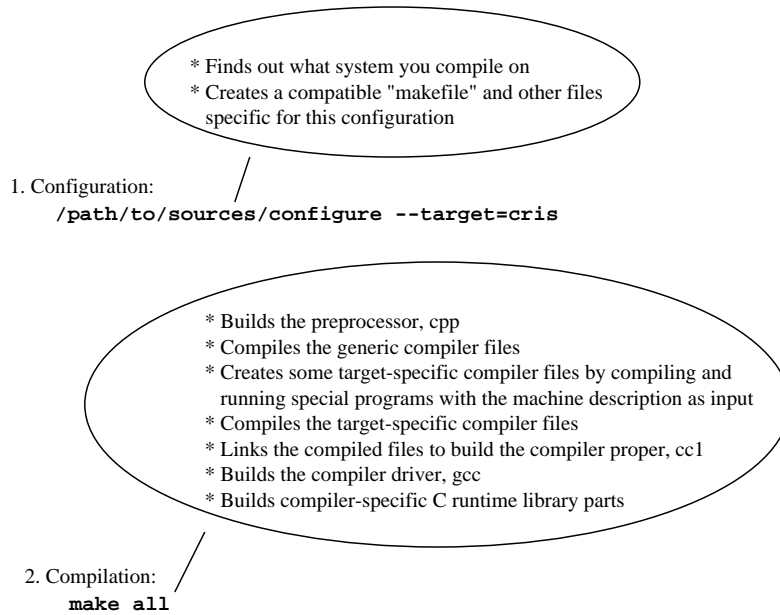 * Finds out what system you compile on
* Creates a compatible "makefile" and other files
specific for this configuration
1. Configuration:
/path/to/sources/configure --target=cris
* Builds the preprocessor, cpp
* Compiles the generic compiler files
* Creates some target-specific compiler files by compiling and
running special programs with the machine description as input
* Compiles the target-specific compiler files
* Links the compiled files to build the compiler proper, cc1
* Builds the compiler driver, gcc
* Builds compiler-specific C runtime library parts
2. Compilation:
make all